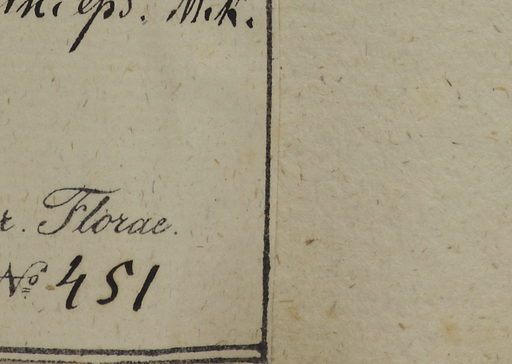 M.K.
Florae.
№ 451